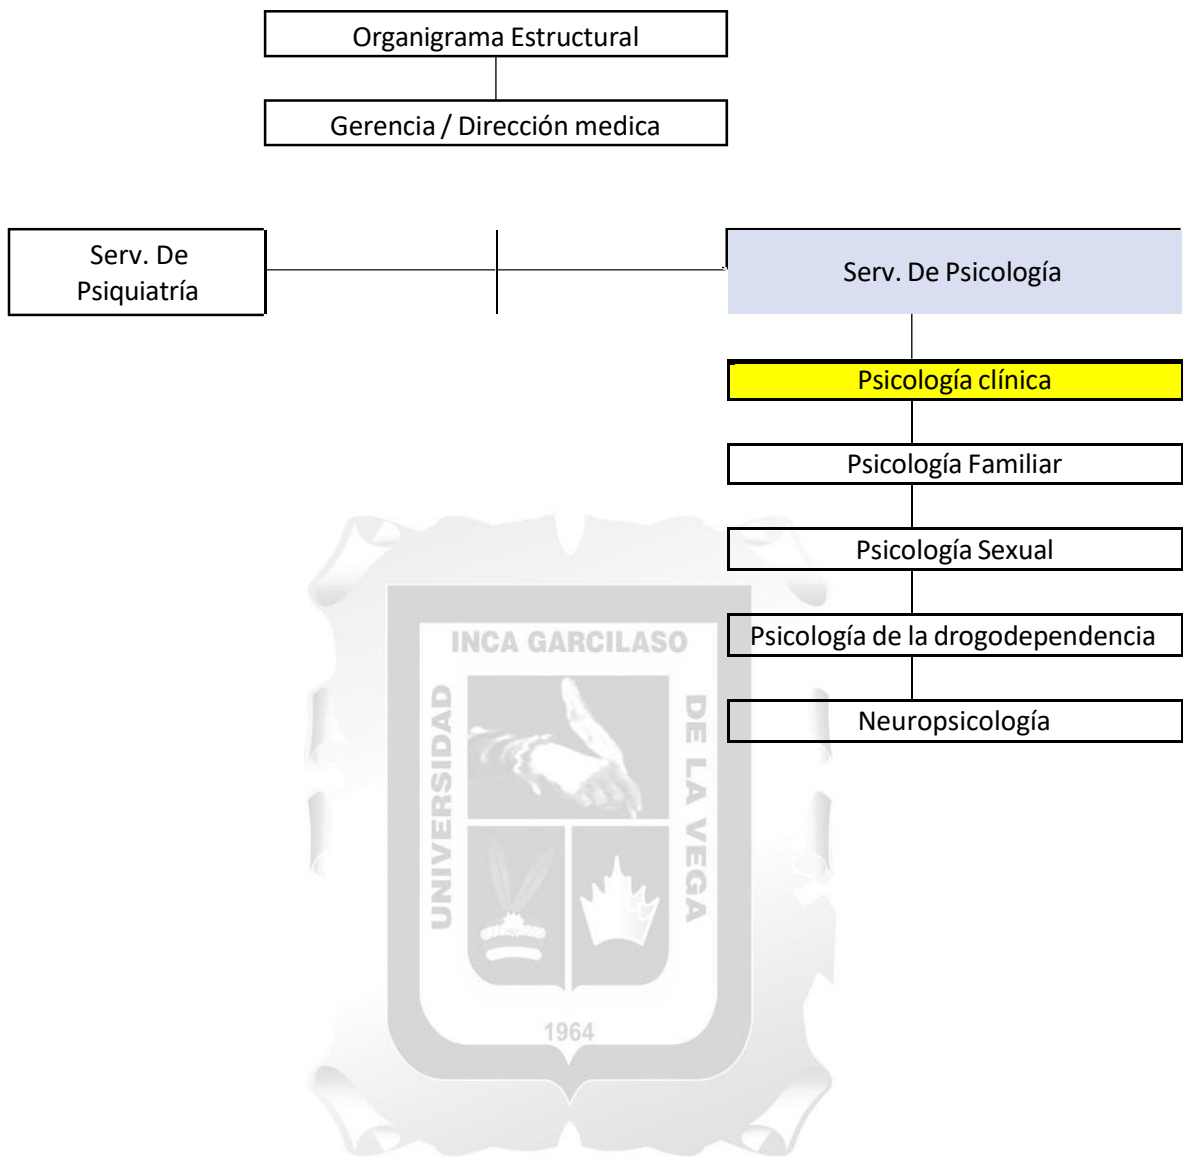 Organigrama Estructural
Gerencia / Dirección medica
Serv. De
Psiquiatría
Serv. De Psicología
Psicología clínica
Psicología Familiar
Psicología Sexual
Psicología de la drogodependencia
Neuropsicología
INCA GARCILASO
UNIVERSIDAD
DE LA VEGA
1964